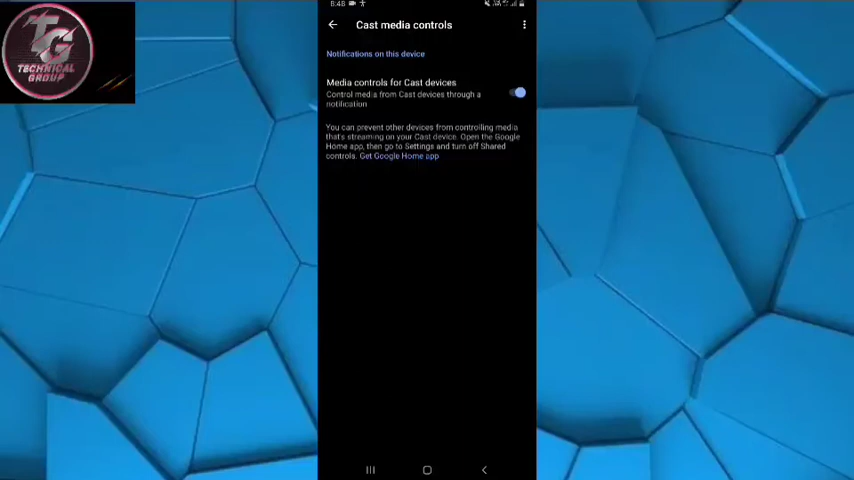 TG
TECHNICAL
GROUP
8:48
Cast media controls
Notifications on this device
Media controls for Cast devices
Control media from Cast devices through a
notification
You can prevent other devices from controlling media
that's streaming on your Cast device. Open the Google
Home app, then go to Settings and turn off Shared
controls. Get Google Home app